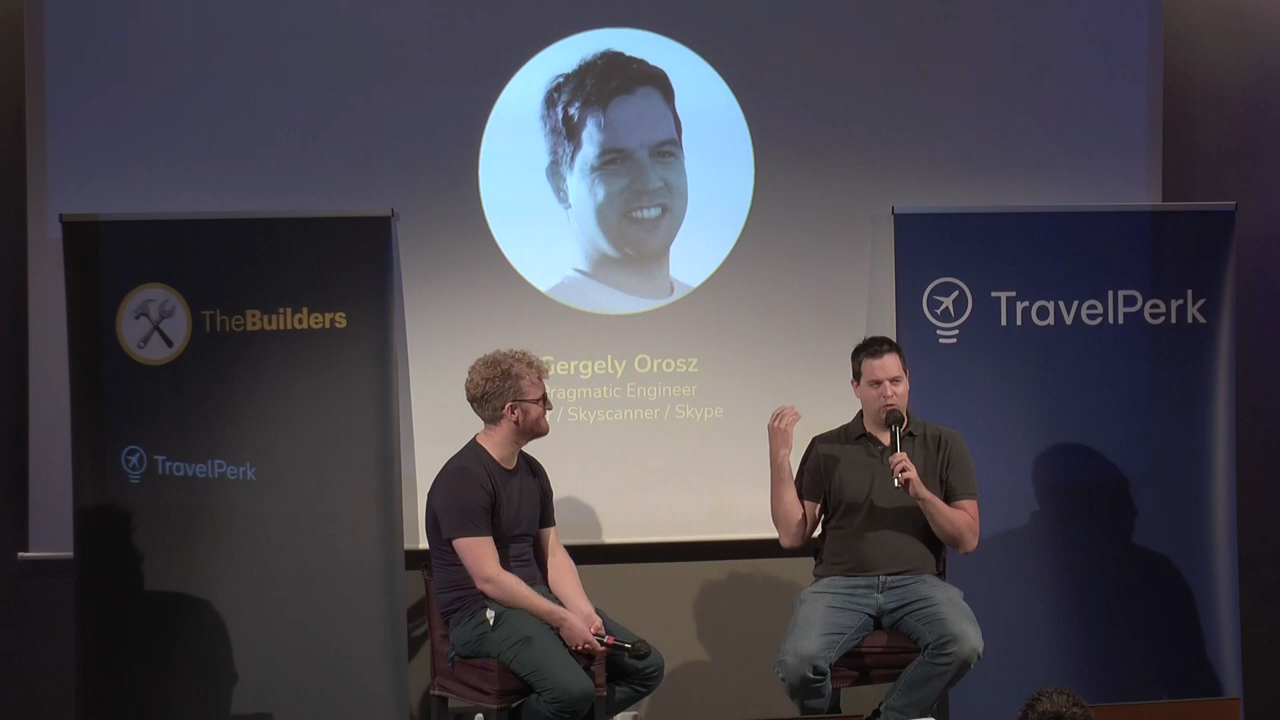 TheBuilders
TravelPerk
Gergely Orosz
Pragmatic Engineer
/ Skyscanner / Skype
TravelPerk